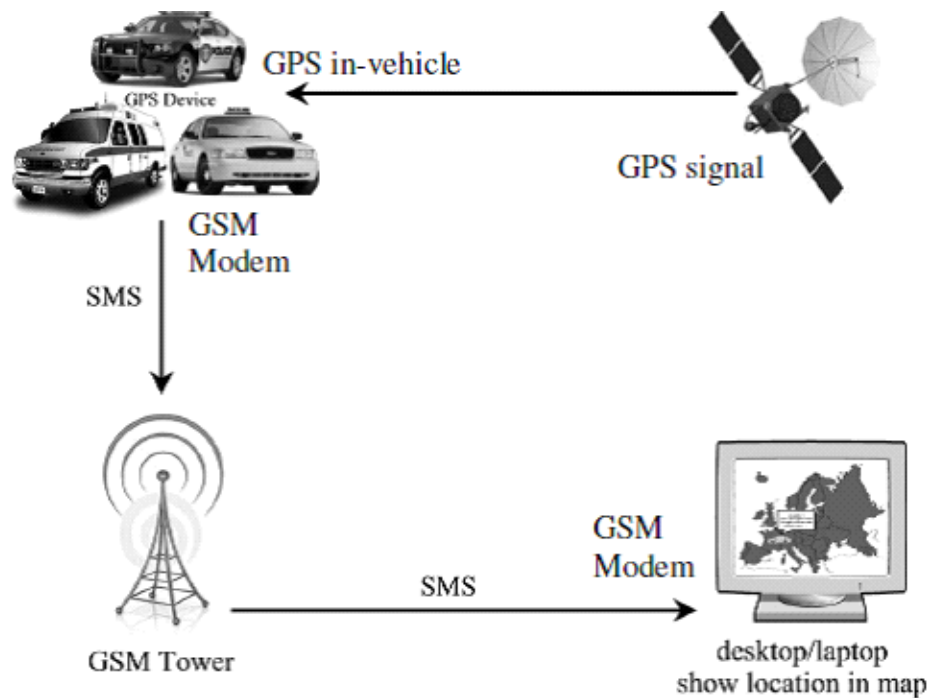 POLICE
GPS in-vehicle
GPS Device
GPS signal
GSM
Modem
SMS
GSM
Modem
SMS
GSM Tower
desktop/laptop
show location in map